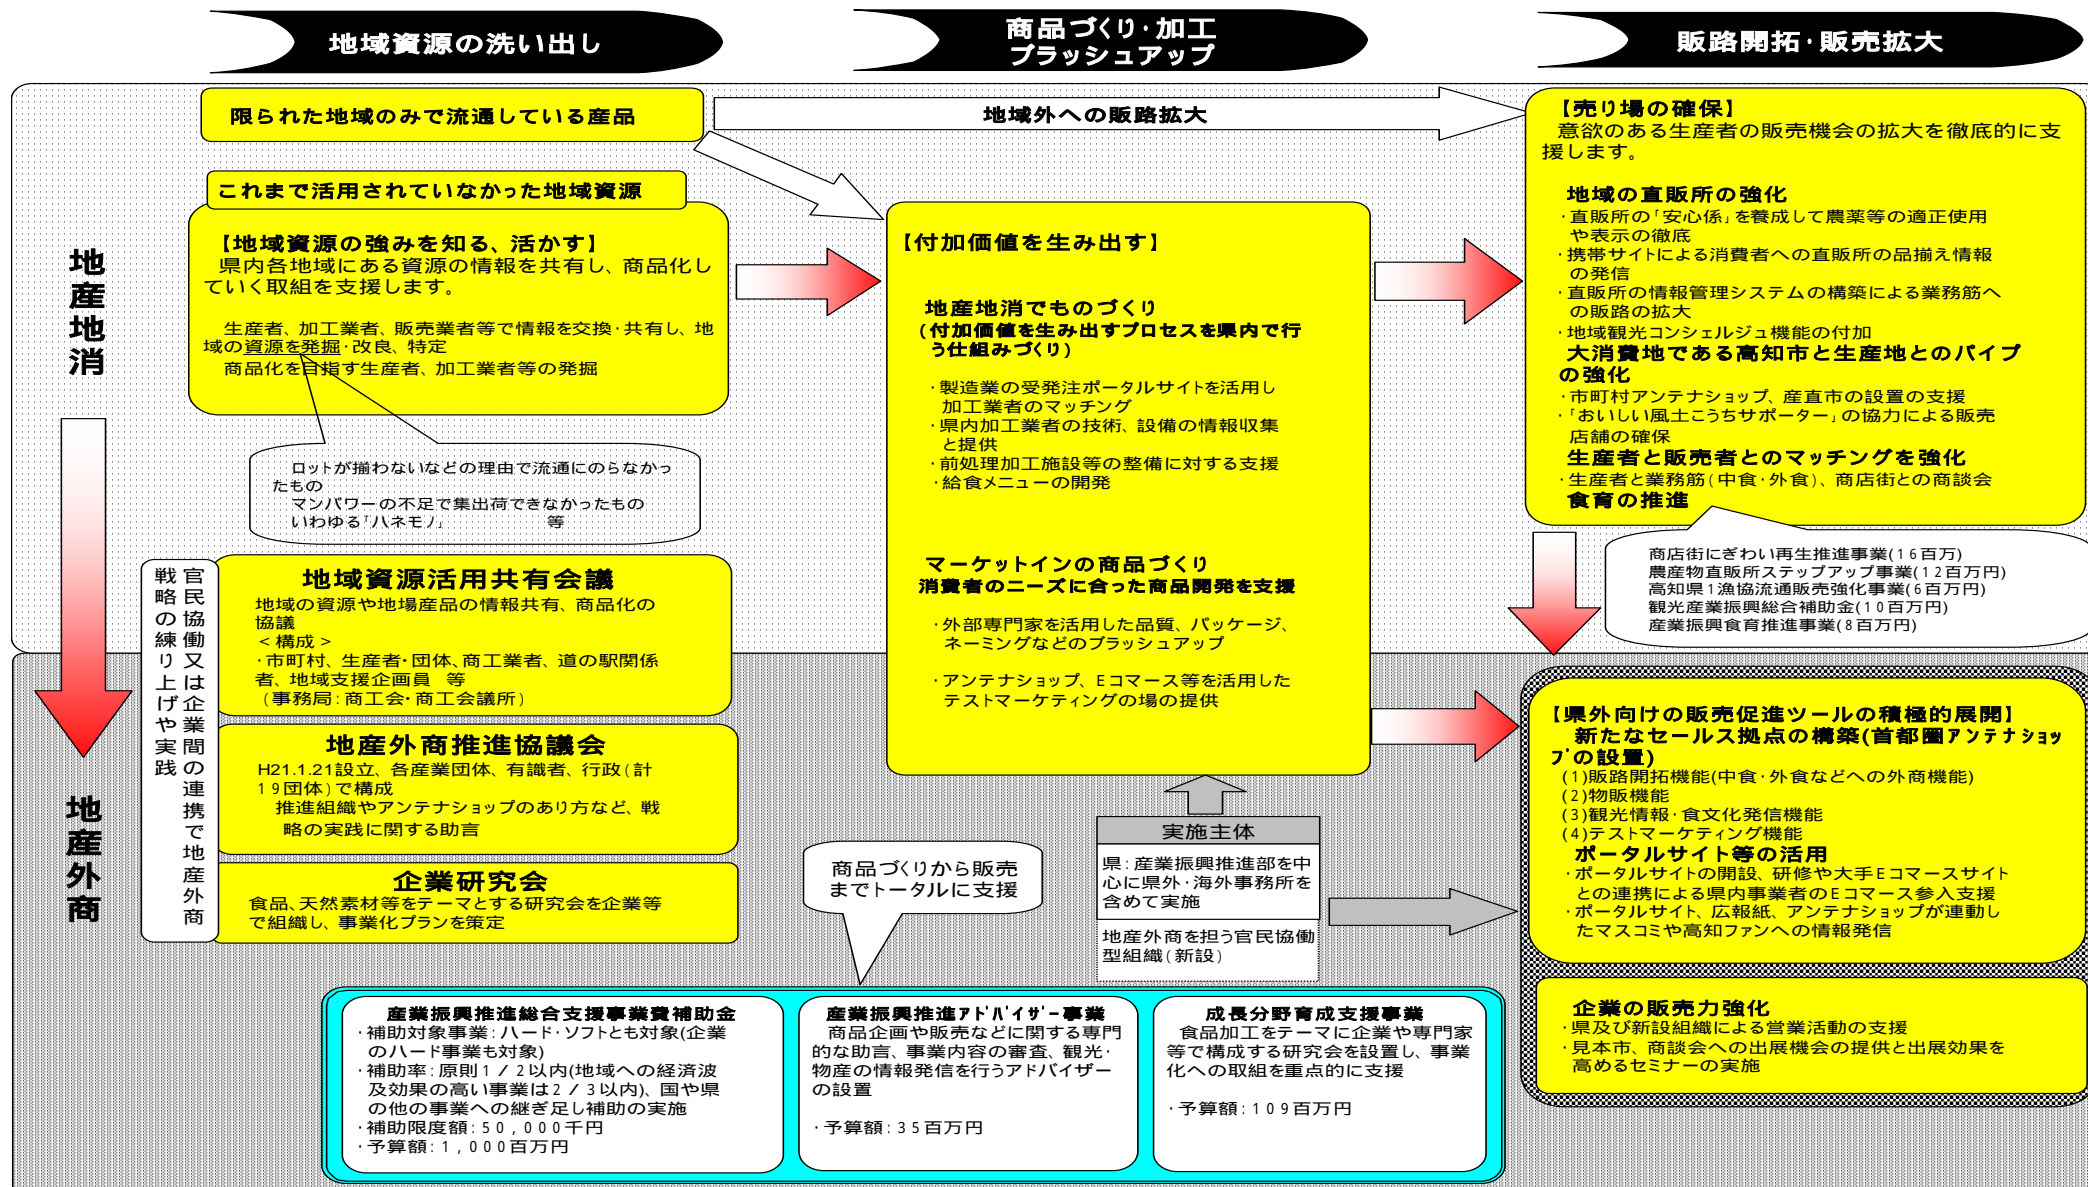 地域資源の洗い出し
商品づくり・加工
ブラッシュアップ
販路開拓・販売拡大
限られた地域のみで流通している産品
地域外への販路拡大
これまで活用されていなかった地域資源
【地域資源の強みを知る、活かす】
県内各地域にある資源の情報を共有し、商品化し
ていく取組を支援します。
生産者、加工業者、販売業者等で情報を交換・共有し、地
域の資源を発掘・改良、特定
商品化を目指す生産者、加工業者等の発掘
ロットが揃わないなどの理由で流通にのらなかっ
たもの
マンパワーの不足で集出荷できなかったもの
いわゆる「ハネモノ」 等
地産地消
地産外商
官民協働又は企業間の連携で地産外商
戦略の練り上げや実践
地域資源活用共有会議
地域の資源や地場産品の情報共有、商品化の
協議
＜構成＞
・市町村、生産者・団体、商工業者、道の駅関係
者、地域支援企画員 等
（事務局：商工会・商工会議所）
地産外商推進協議会
H21.1.21設立、各産業団体、有識者、行政（計
19団体）で構成
推進組織やアンテナショップのあり方など、戦
略の実践に関する助言
企業研究会
食品、天然素材等をテーマとする研究会を企業等
で組織し、事業化プランを策定
【付加価値を生み出す】
地産地消でものづくり
（付加価値を生み出すプロセスを県内で行
う仕組みづくり）
・製造業の受発注ポータルサイトを活用し
加工業者のマッチング
・県内加工業者の技術、設備の情報収集
と提供
・前処理加工施設等の整備に対する支援
・給食メニューの開発
マーケットインの商品づくり
消費者のニーズに合った商品開発を支援
・外部専門家を活用した品質、パッケージ、
ネーミングなどのブラッシュアップ
・アンテナショップ、Eコマース等を活用した
テストマーケティングの場の提供
実施主体
県：産業振興推進部を中
心に県外・海外事務所を
含めて実施
地産外商を担う官民協働
型組織（新設）
商品づくりから販売
までトータルに支援
【売り場の確保】
意欲のある生産者の販売機会の拡大を徹底的に支
援します。
地域の直販所の強化
・直販所の「安心係」を養成して農薬等の適正使用
や表示の徹底
・携帯サイトによる消費者への直販所の品揃え情報
の発信
・直販所の情報管理システムの構築による業務筋へ
の販路の拡大
・地域観光コンシェルジュ機能の付加
大消費地である高知市と生産地とのパイプ
の強化
・市町村アンテナショップ、産直市の設置の支援
・「おいしい風土こうちサポーター」の協力による販売
店舗の確保
生産者と販売者とのマッチングを強化
・生産者と業務筋（中食・外食）、商店街との商談会
食育の推進
商店街にぎわい再生推進事業(16百万)
農産物直販所ステップアップ事業(12百万円)
高知県1漁協流通販売強化事業(6百万円)
観光産業振興総合補助金(10百万円)
産業振興食育推進事業(8百万円)
【県外向けの販売促進ツールの積極的展開】
新たなセールス拠点の構築(首都圏ｱﾝﾃﾅｼｮｯ
ﾌﾟの設置)
(1)販路開拓機能(中食・外食などへの外商機能)
(2)物販機能
(3)観光情報・食文化発信機能
(4)テストマーケティング機能
ポータルサイト等の活用
・ポータルサイトの開設、研修や大手Eコマースサイト
との連携による県内事業者のEコマース参入支援
・ポータルサイト、広報紙、アンテナショップが連動し
たマスコミや高知ファンへの情報発信
企業の販売力強化
・県及び新設組織による営業活動の支援
・見本市、商談会への出展機会の提供と出展効果を
高めるセミナーの実施
産業振興推進総合支援事業費補助金
・補助対象事業：ハード・ソフトとも対象(企業
のハード事業も対象)
・補助率：原則1／2以内(地域への経済波
及効果の高い事業は2／3以内)、国や県
の他の事業への継ぎ足し補助の実施
・補助限度額：50,000千円
・予算額：1,000百万円
産業振興推進ｱﾄﾞﾊﾞｲｻﾞｰ事業
商品企画や販売などに関する専門
的な助言、事業内容の審査、観光・
物産の情報発信を行うアドバイザー
の設置
・予算額：35百万円
成長分野育成支援事業
食品加工をテーマに企業や専門家
等で構成する研究会を設置し、事業
化への取組を重点的に支援
・予算額：109百万円